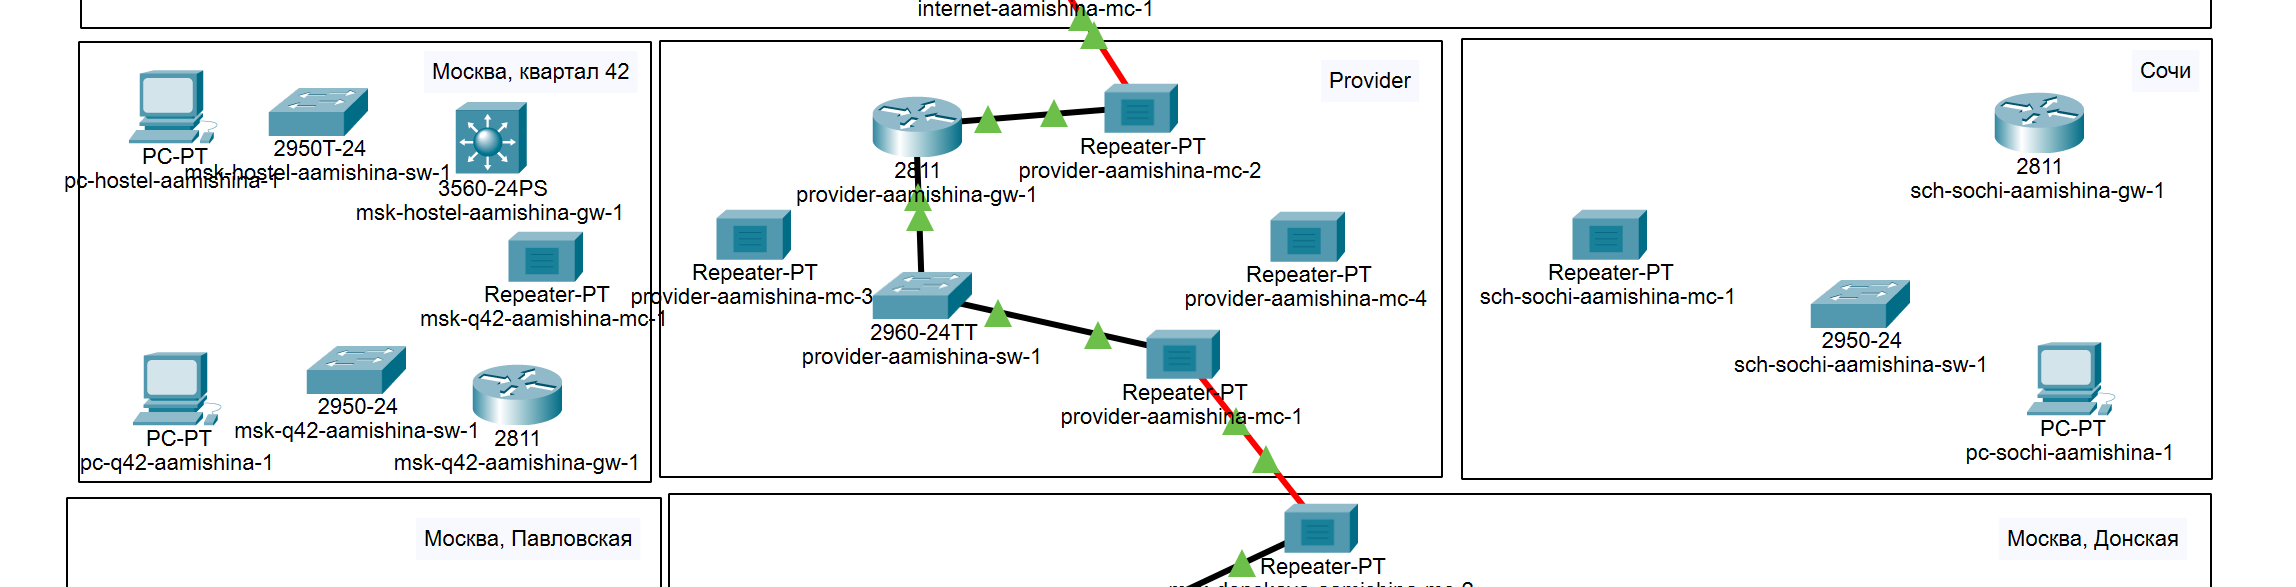 internet-aamishina-mc-1
Москва, квартал 42
PC-PT
pc-hostel-aamishina-1
2950T-24
msk-hostel-aamishina-sw-1
3560-24PS
msk-hostel-aamishina-gw-1
Repeater-PT
msk-q42-aamishina-mc-1
PC-PT
pc-q42-aamishina-1
2950-24
msk-q42-aamishina-sw-1
2811
msk-q42-aamishina-gw-1
Provider
2811
provider-aamishina-gw-1
Repeater-PT
provider-aamishina-mc-2
Repeater-PT
provider-aamishina-mc-3
Repeater-PT
provider-aamishina-mc-4
2960-24TT
provider-aamishina-sw-1
Repeater-PT
provider-aamishina-mc-1
Сочи
2811
sch-sochi-aamishina-gw-1
Repeater-PT
sch-sochi-aamishina-mc-1
2950-24
sch-sochi-aamishina-sw-1
PC-PT
pc-sochi-aamishina-1
Москва, Павловская
Москва, Донская
Repeater-PT